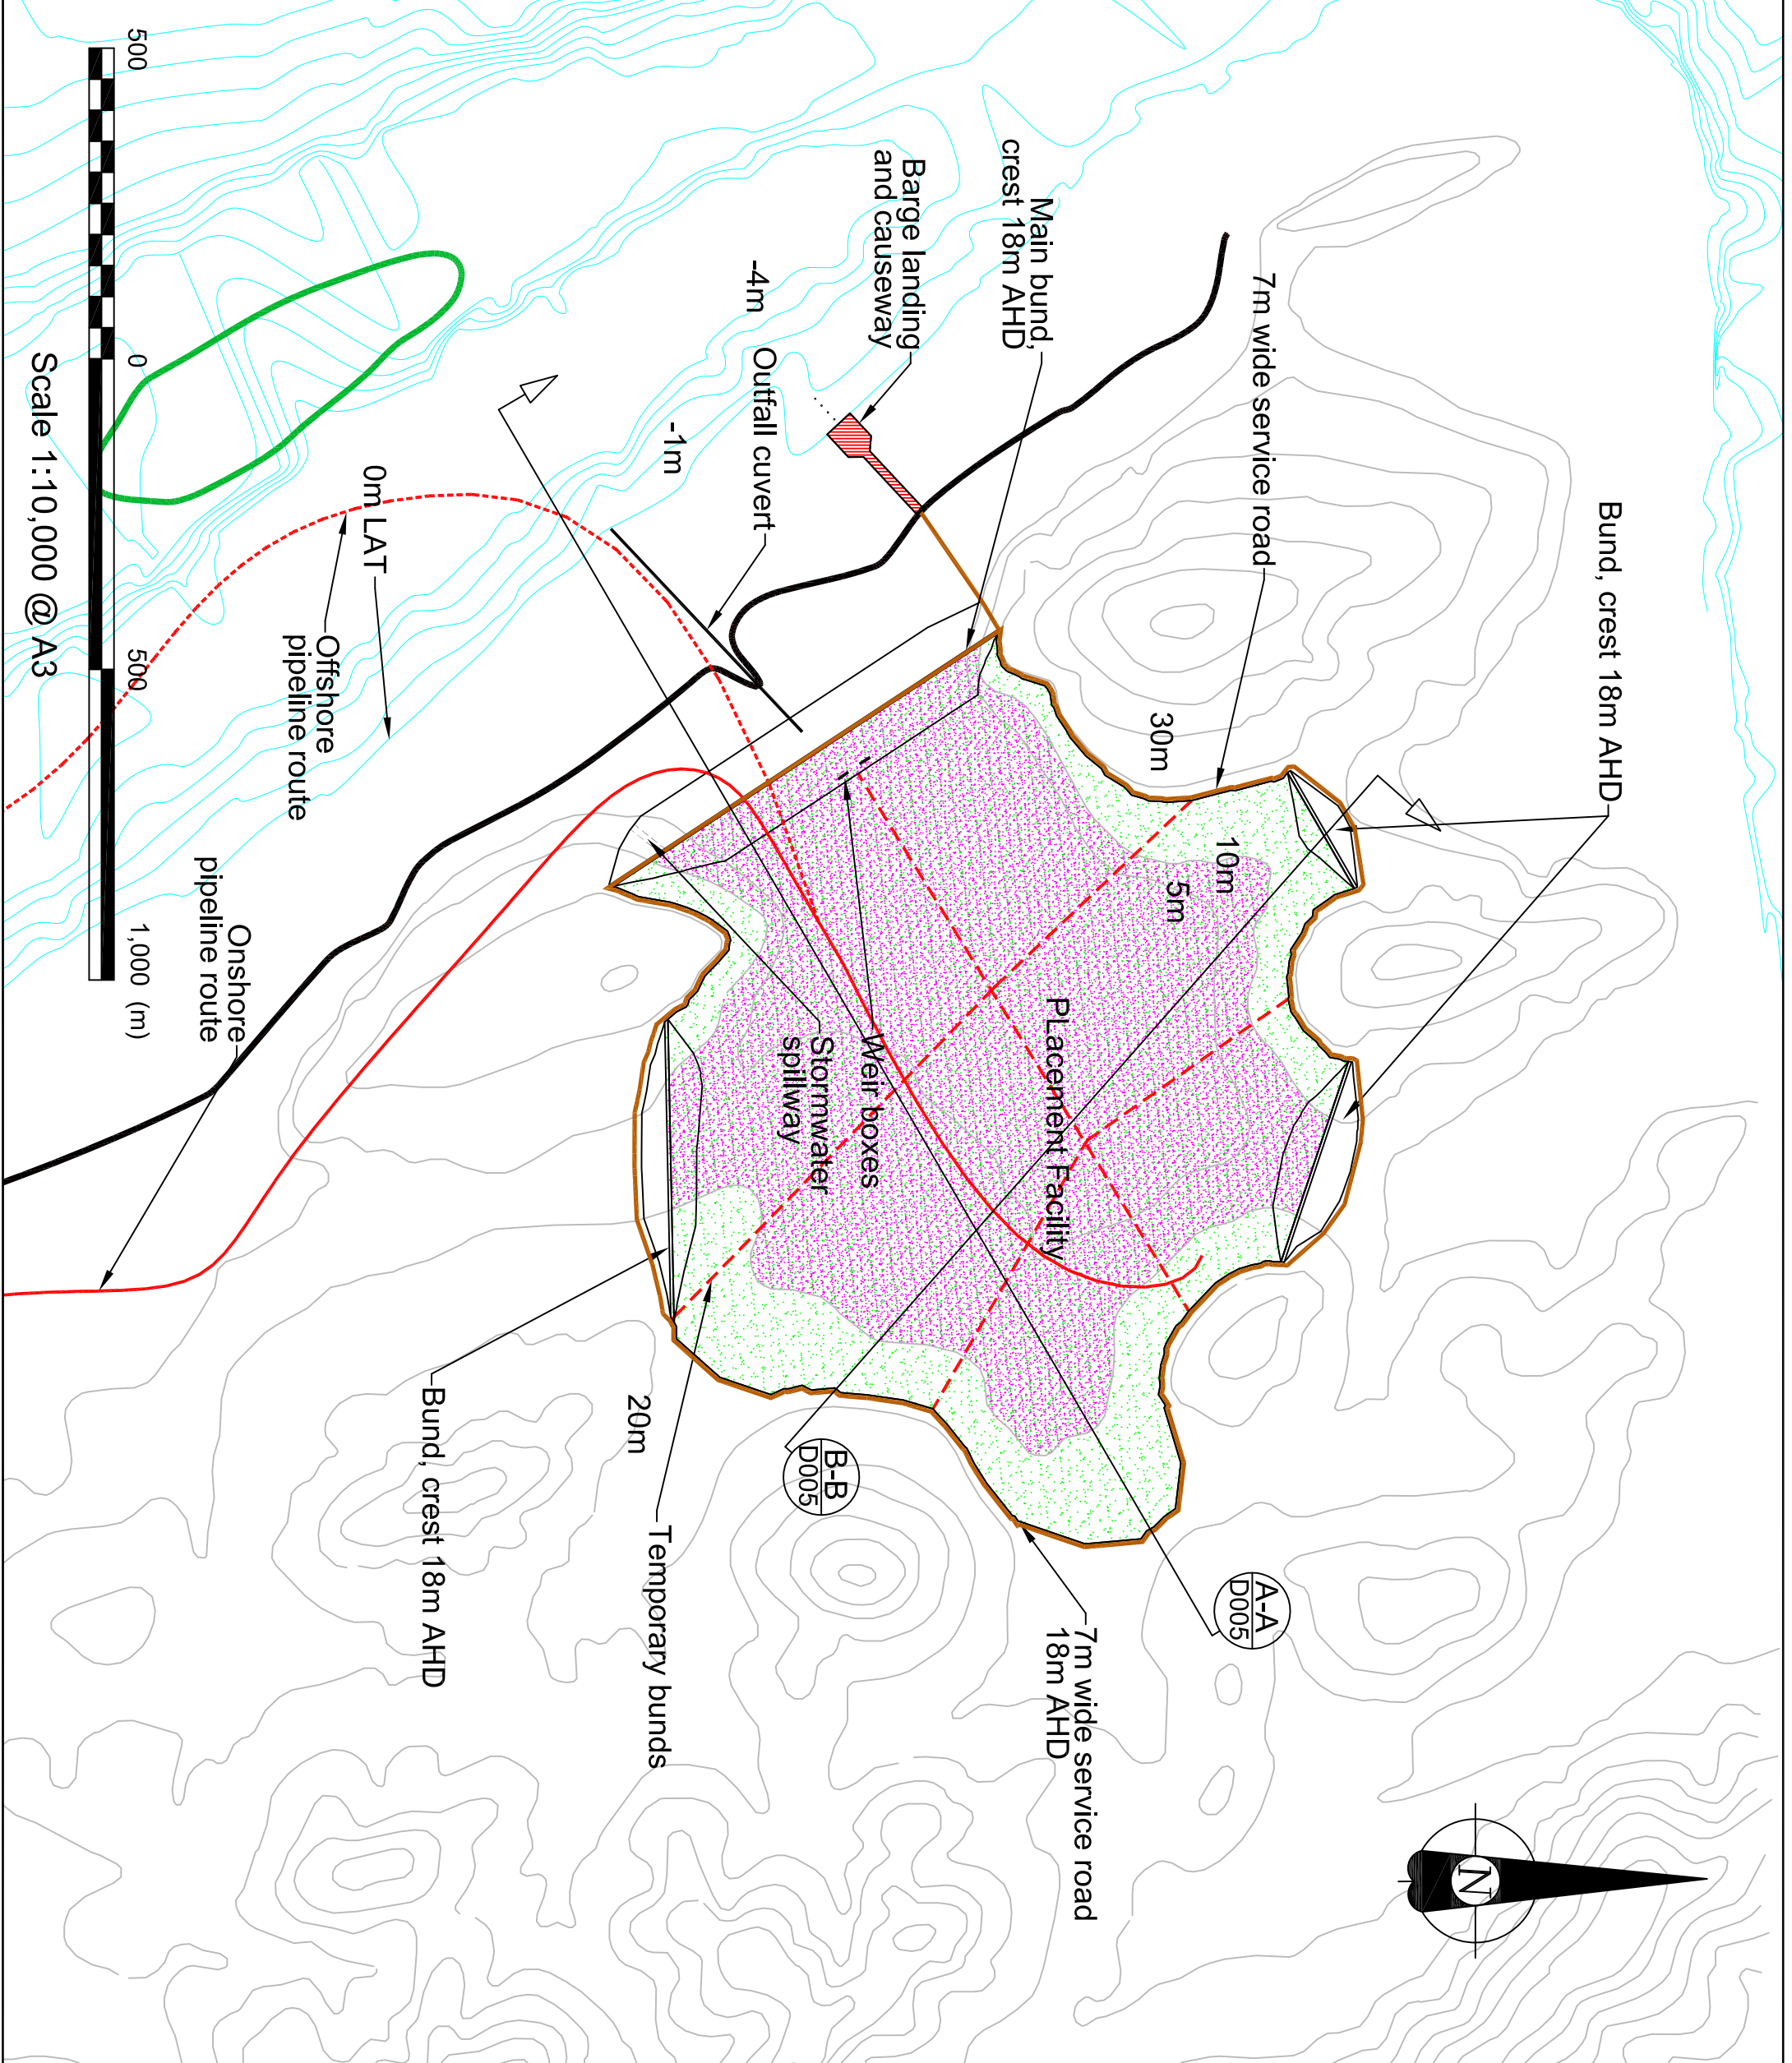 Bund, crest 18m AHD
7m wide service road
Main bund,
crest 18m AHD
Barge landing
and causeway
-4m
Outfall cuvert
-1m
0m LAT
Offshore
pipeline route
Onshore
pipeline route
30m
10m
5m
PLacement Facility
Weir boxes
Stormwater
spillway
20m
Bund, crest 18m AHD
Temporary bunds
B-B
D005
A-A
D005
7m wide service road
18m AHD
N
500
0
500
1,000 (m)
Scale 1:10,000 @ A3